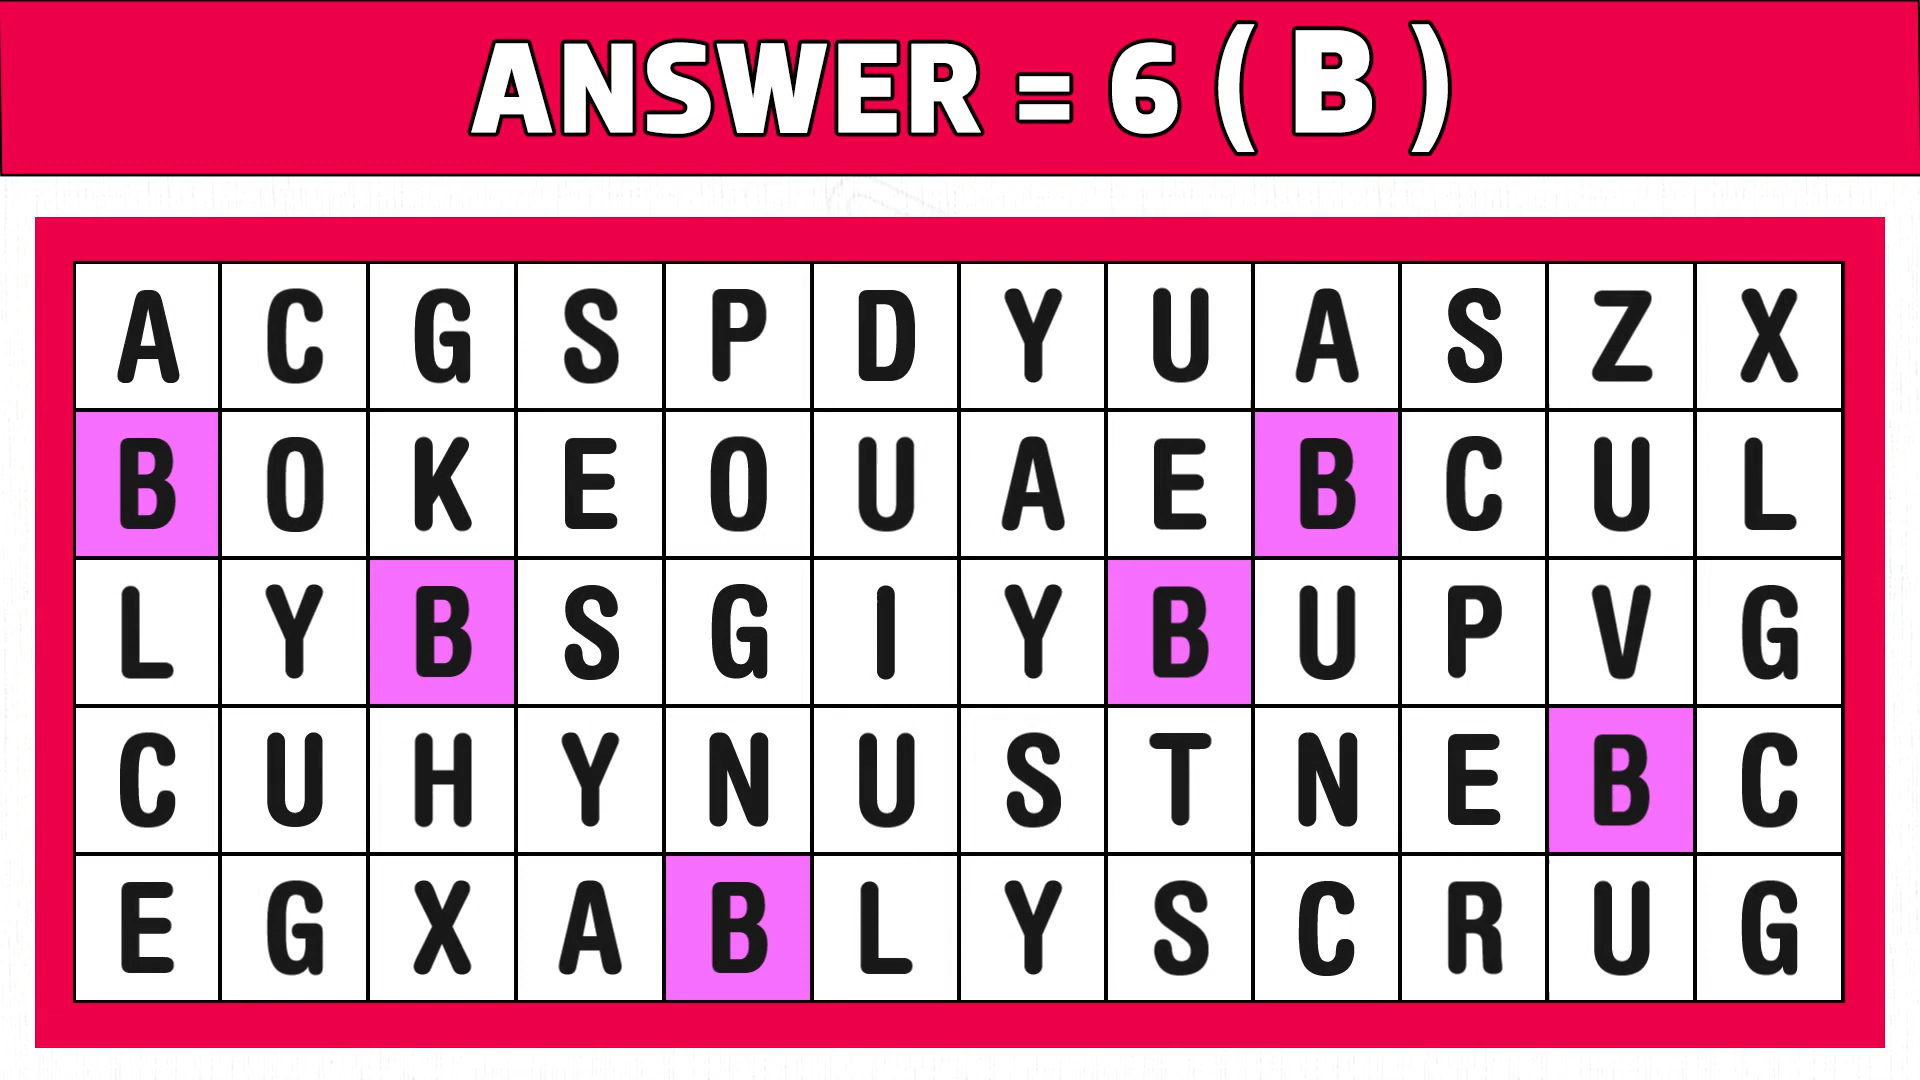 ANSWER = 6 ( B )
A C G S P D Y U A S Z X
B O K E O U A E B C U L
L Y B S G I Y B U P V G
C U H Y N U S T N E B C
E G X A B L Y S C R U G